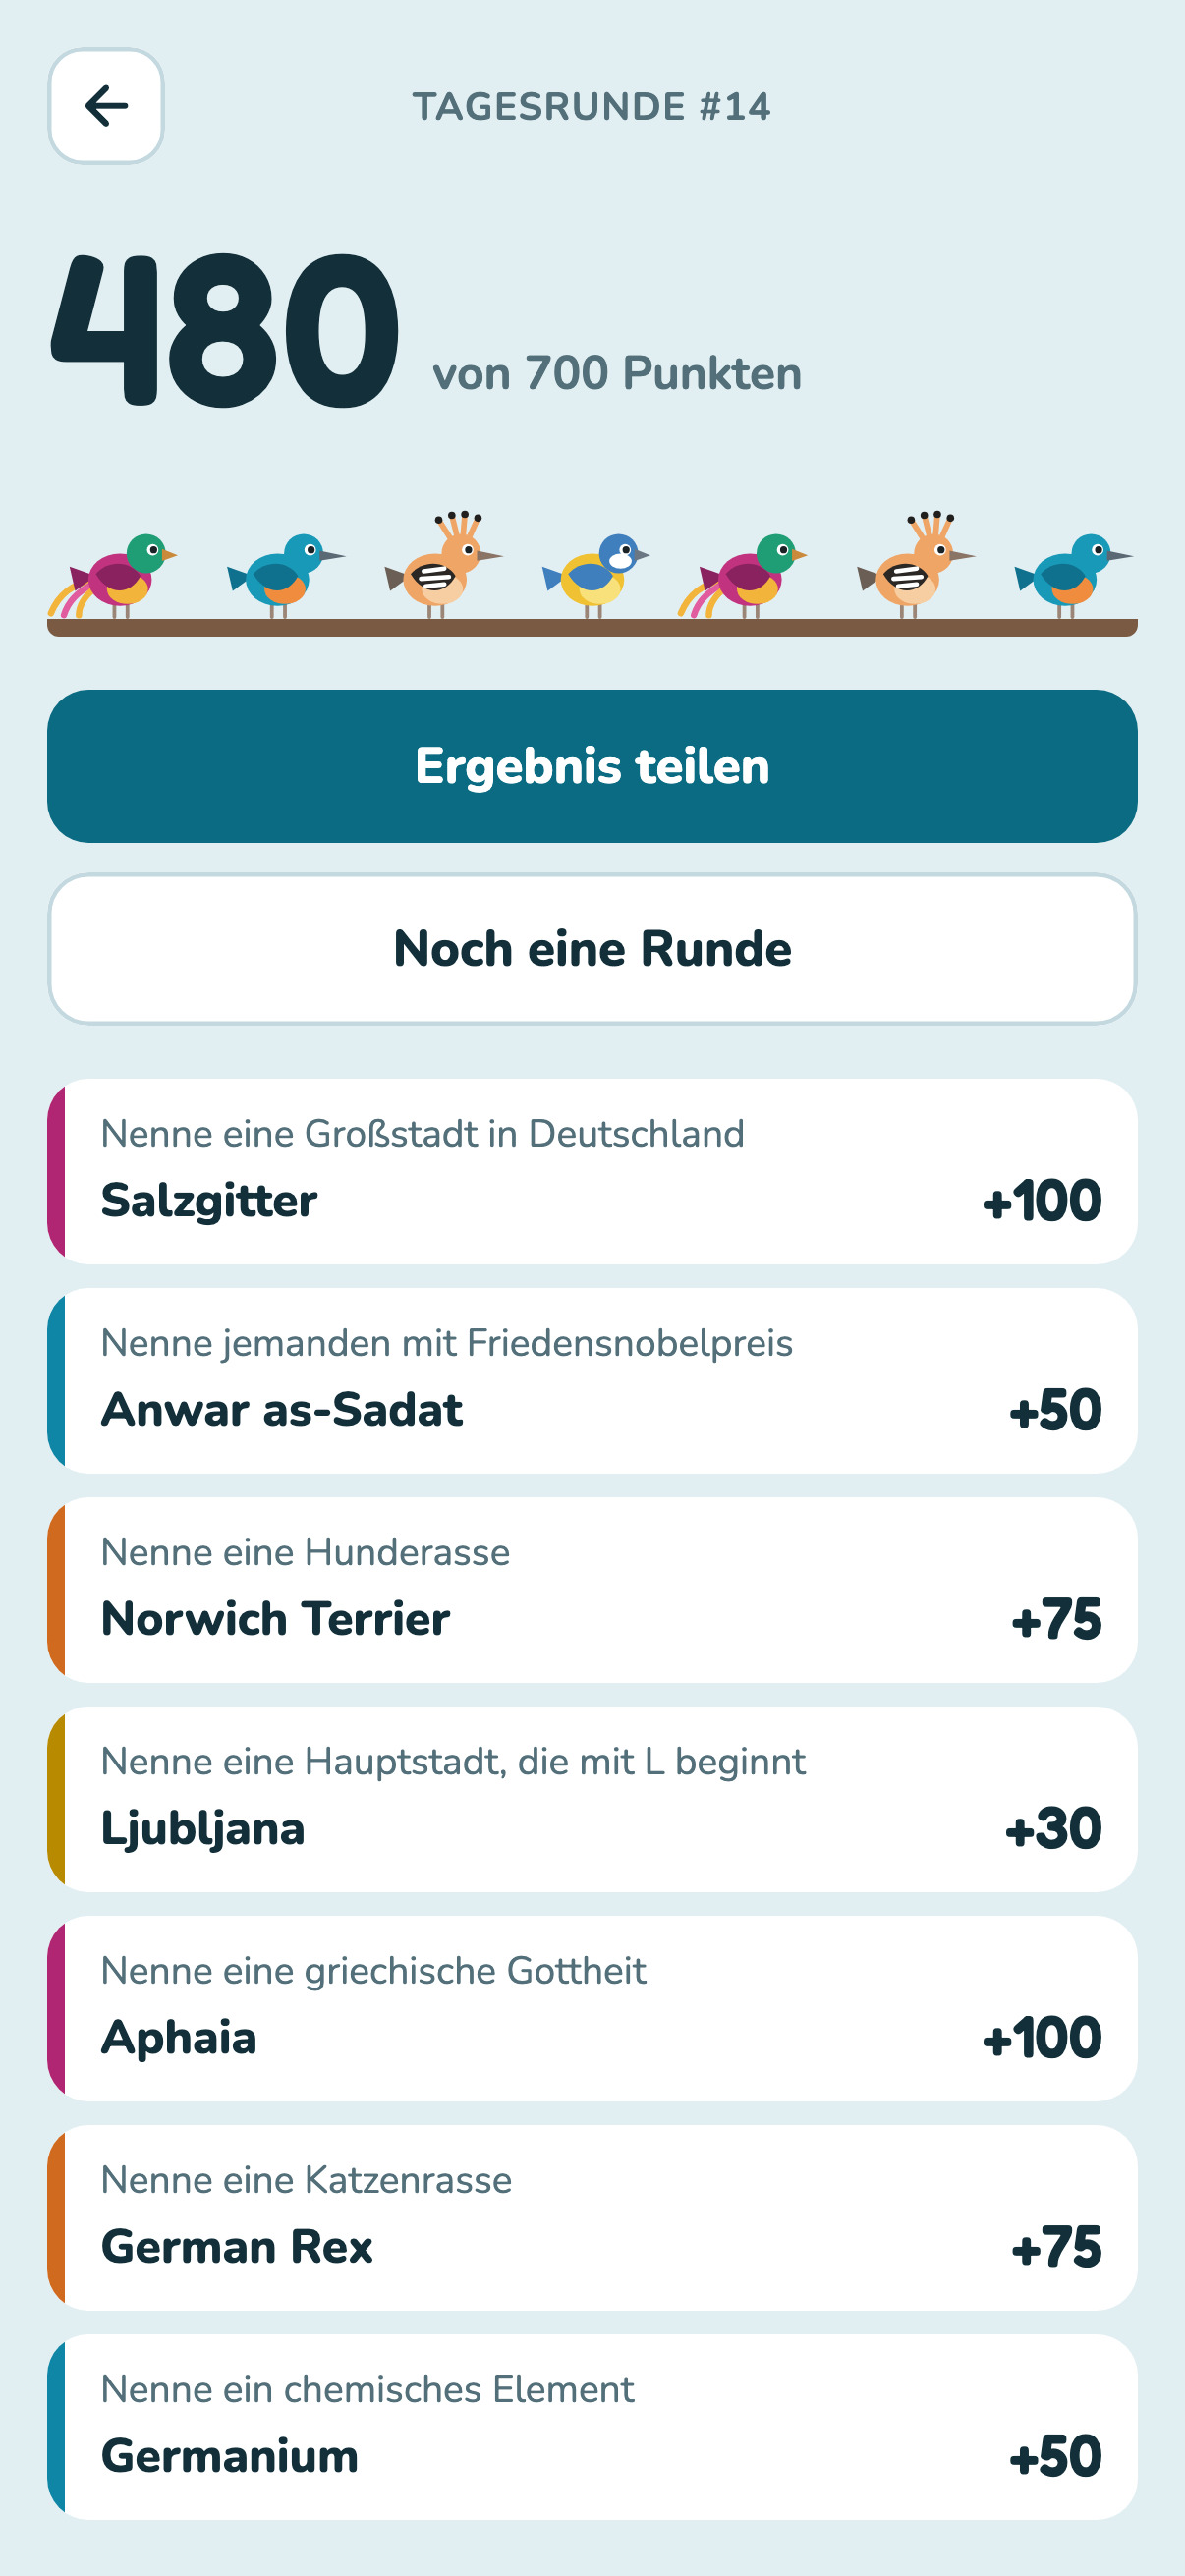 TAGESRUNDE #14
480 von 700 Punkten
Ergebnis teilen
Noch eine Runde
Nenne eine Großstadt in Deutschland
Salzgitter +100
Nenne jemanden mit Friedensnobelpreis
Anwar as-Sadat +50
Nenne eine Hunderasse
Norwich Terrier +75
Nenne eine Hauptstadt, die mit L beginnt
Ljubljana +30
Nenne eine griechische Gottheit
Aphaia +100
Nenne eine Katzenrasse
German Rex +75
Nenne ein chemisches Element
Germanium +50